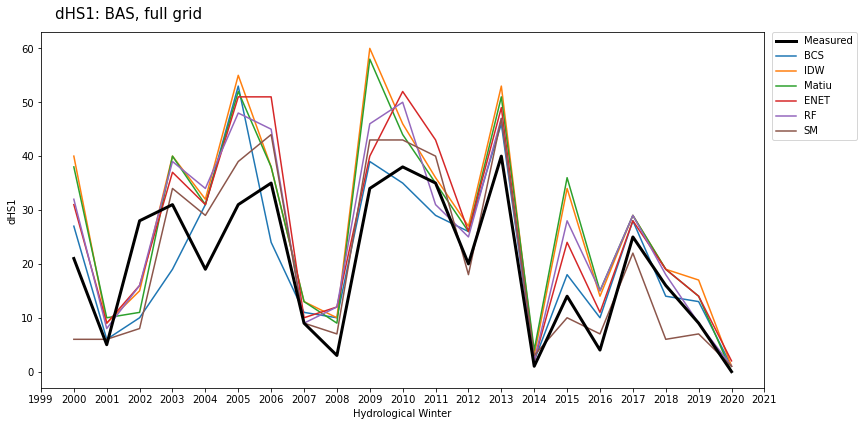 dHS1: BAS, full grid
Measured
BCS
IDW
Matiu
ENET
RF
SM
60
50
40
30
20
10
0
dHS1
1999 2000 2001 2002 2003 2004 2005 2006 2007 2008 2009 2010 2011 2012 2013 2014 2015 2016 2017 2018 2019 2020 2021
Hydrological Winter